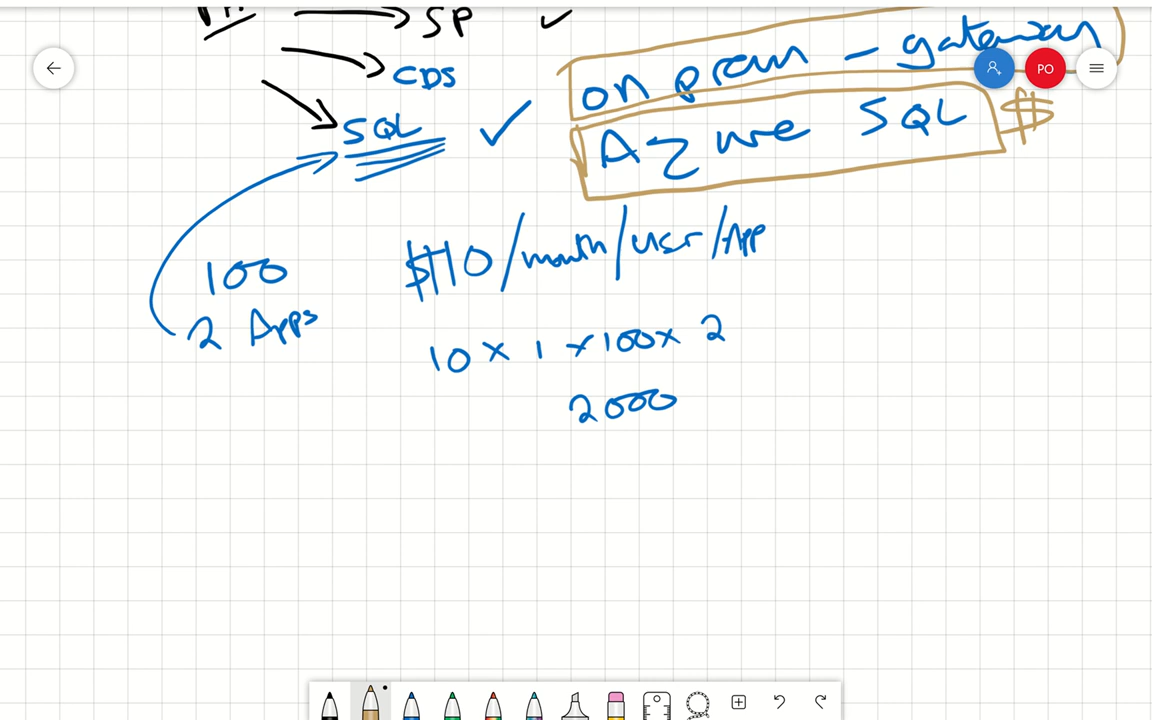 SP
on prem - gateway
PO
CDS
SQL
Azure SQL $
100
$10/month/user/App
2 Apps
10 x 1 x 100 x 2
2000